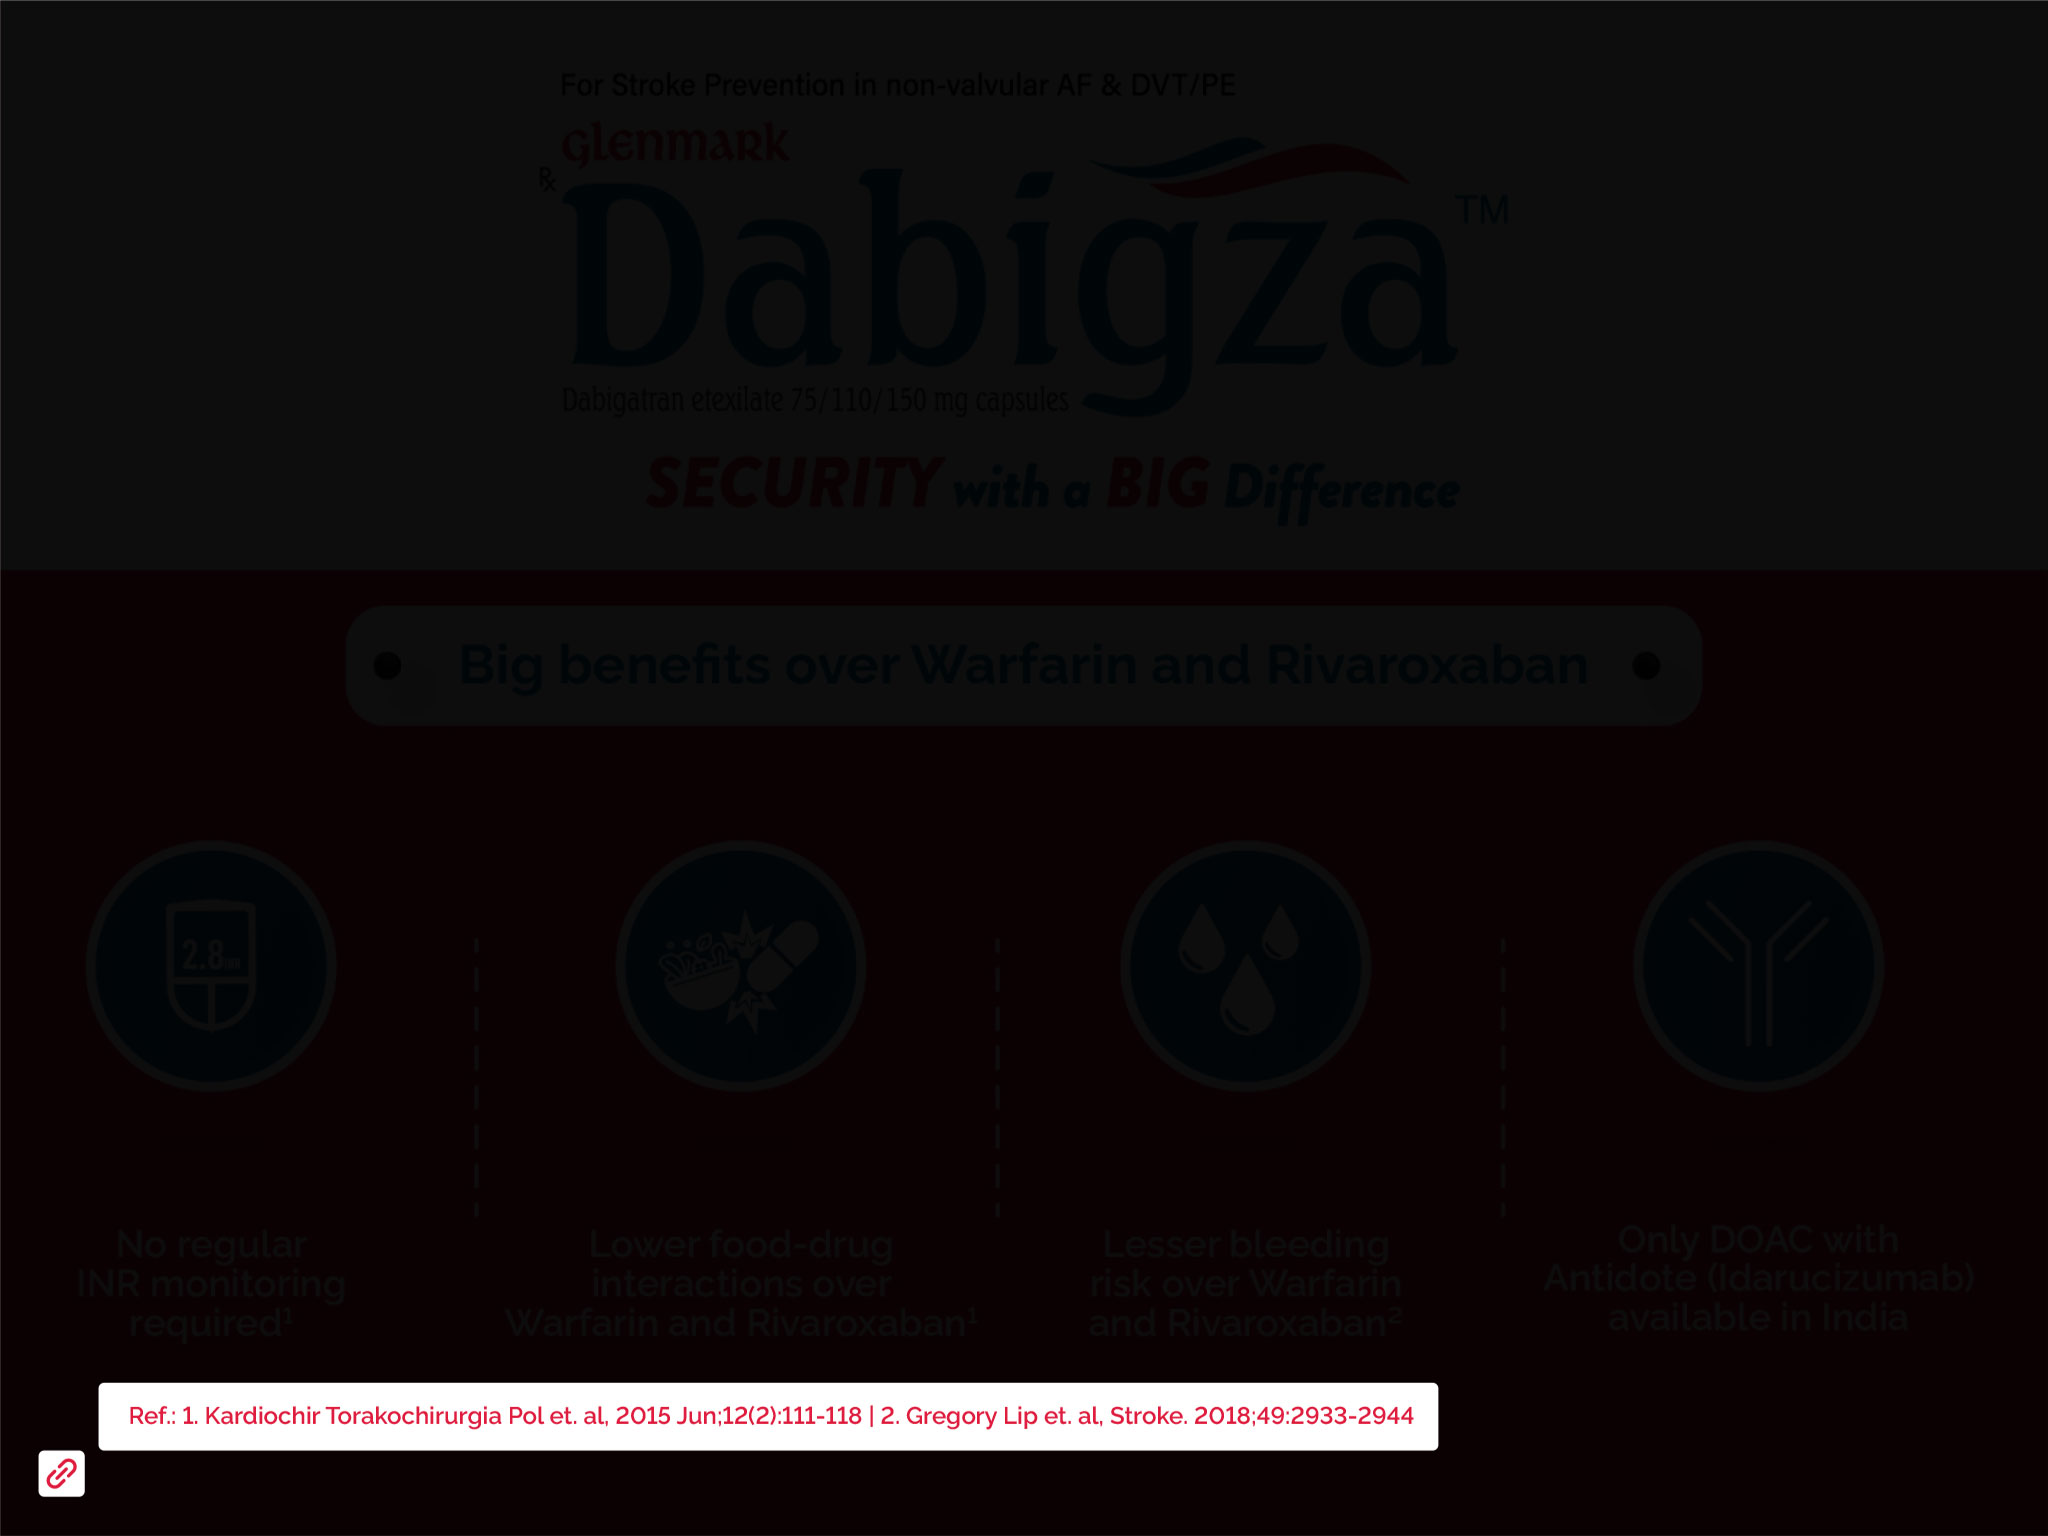 For Stroke Prevention in non-valvular AF & DVT/PE
Glenmark
Rx
Dabigza™
Dabigatran etexilate 75/110/150 mg capsules
SECURITY with a BIG Difference
Big benefits over Warfarin and Rivaroxaban
2.8 INR
No regular
INR monitoring
required¹
Lower food-drug
interactions over
Warfarin and Rivaroxaban¹
Lesser bleeding
risk over Warfarin
and Rivaroxaban²
Only DOAC with
Antidote (Idarucizumab)
available in India
Ref.: 1. Kardiochir Torakochirurgia Pol et. al, 2015 Jun;12(2):111-118 | 2. Gregory Lip et. al, Stroke. 2018;49:2933-2944